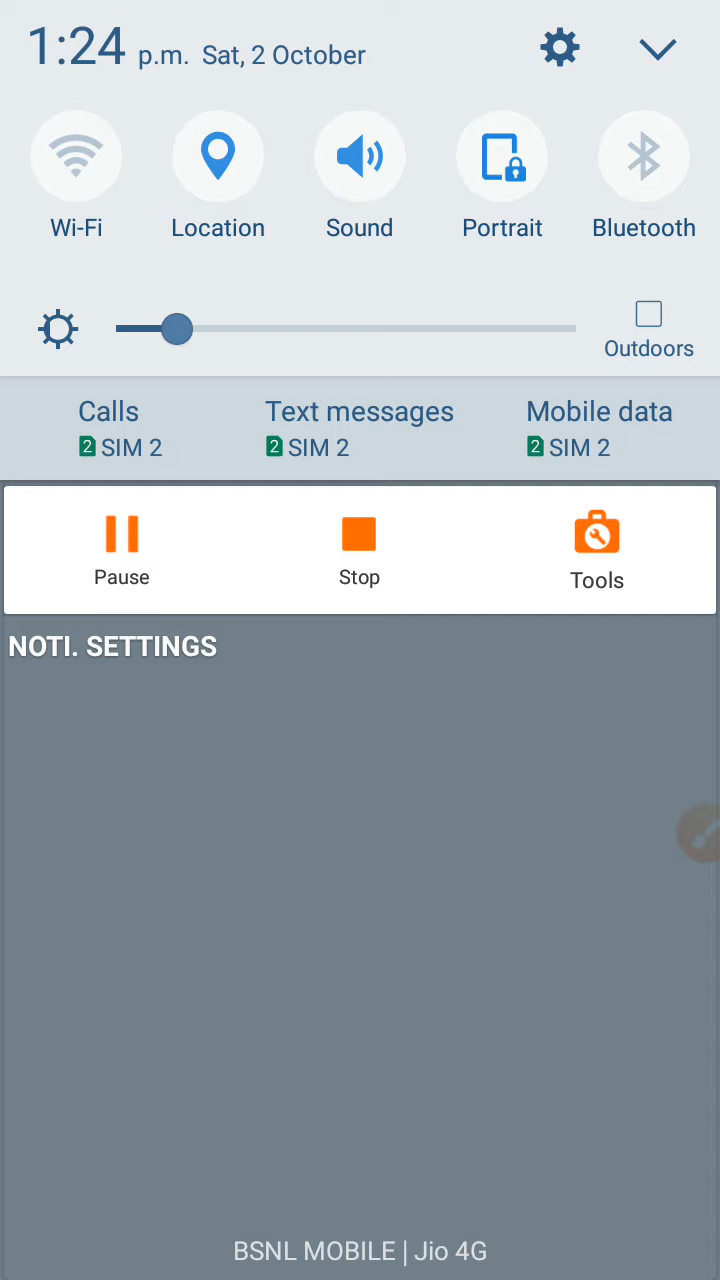 1:24 p.m. Sat, 2 October
Wi-Fi Location Sound Portrait Bluetooth
Outdoors
Calls Text messages Mobile data
2 SIM 2 2 SIM 2 2 SIM 2
Pause Stop Tools
NOTI. SETTINGS
BSNL MOBILE | Jio 4G